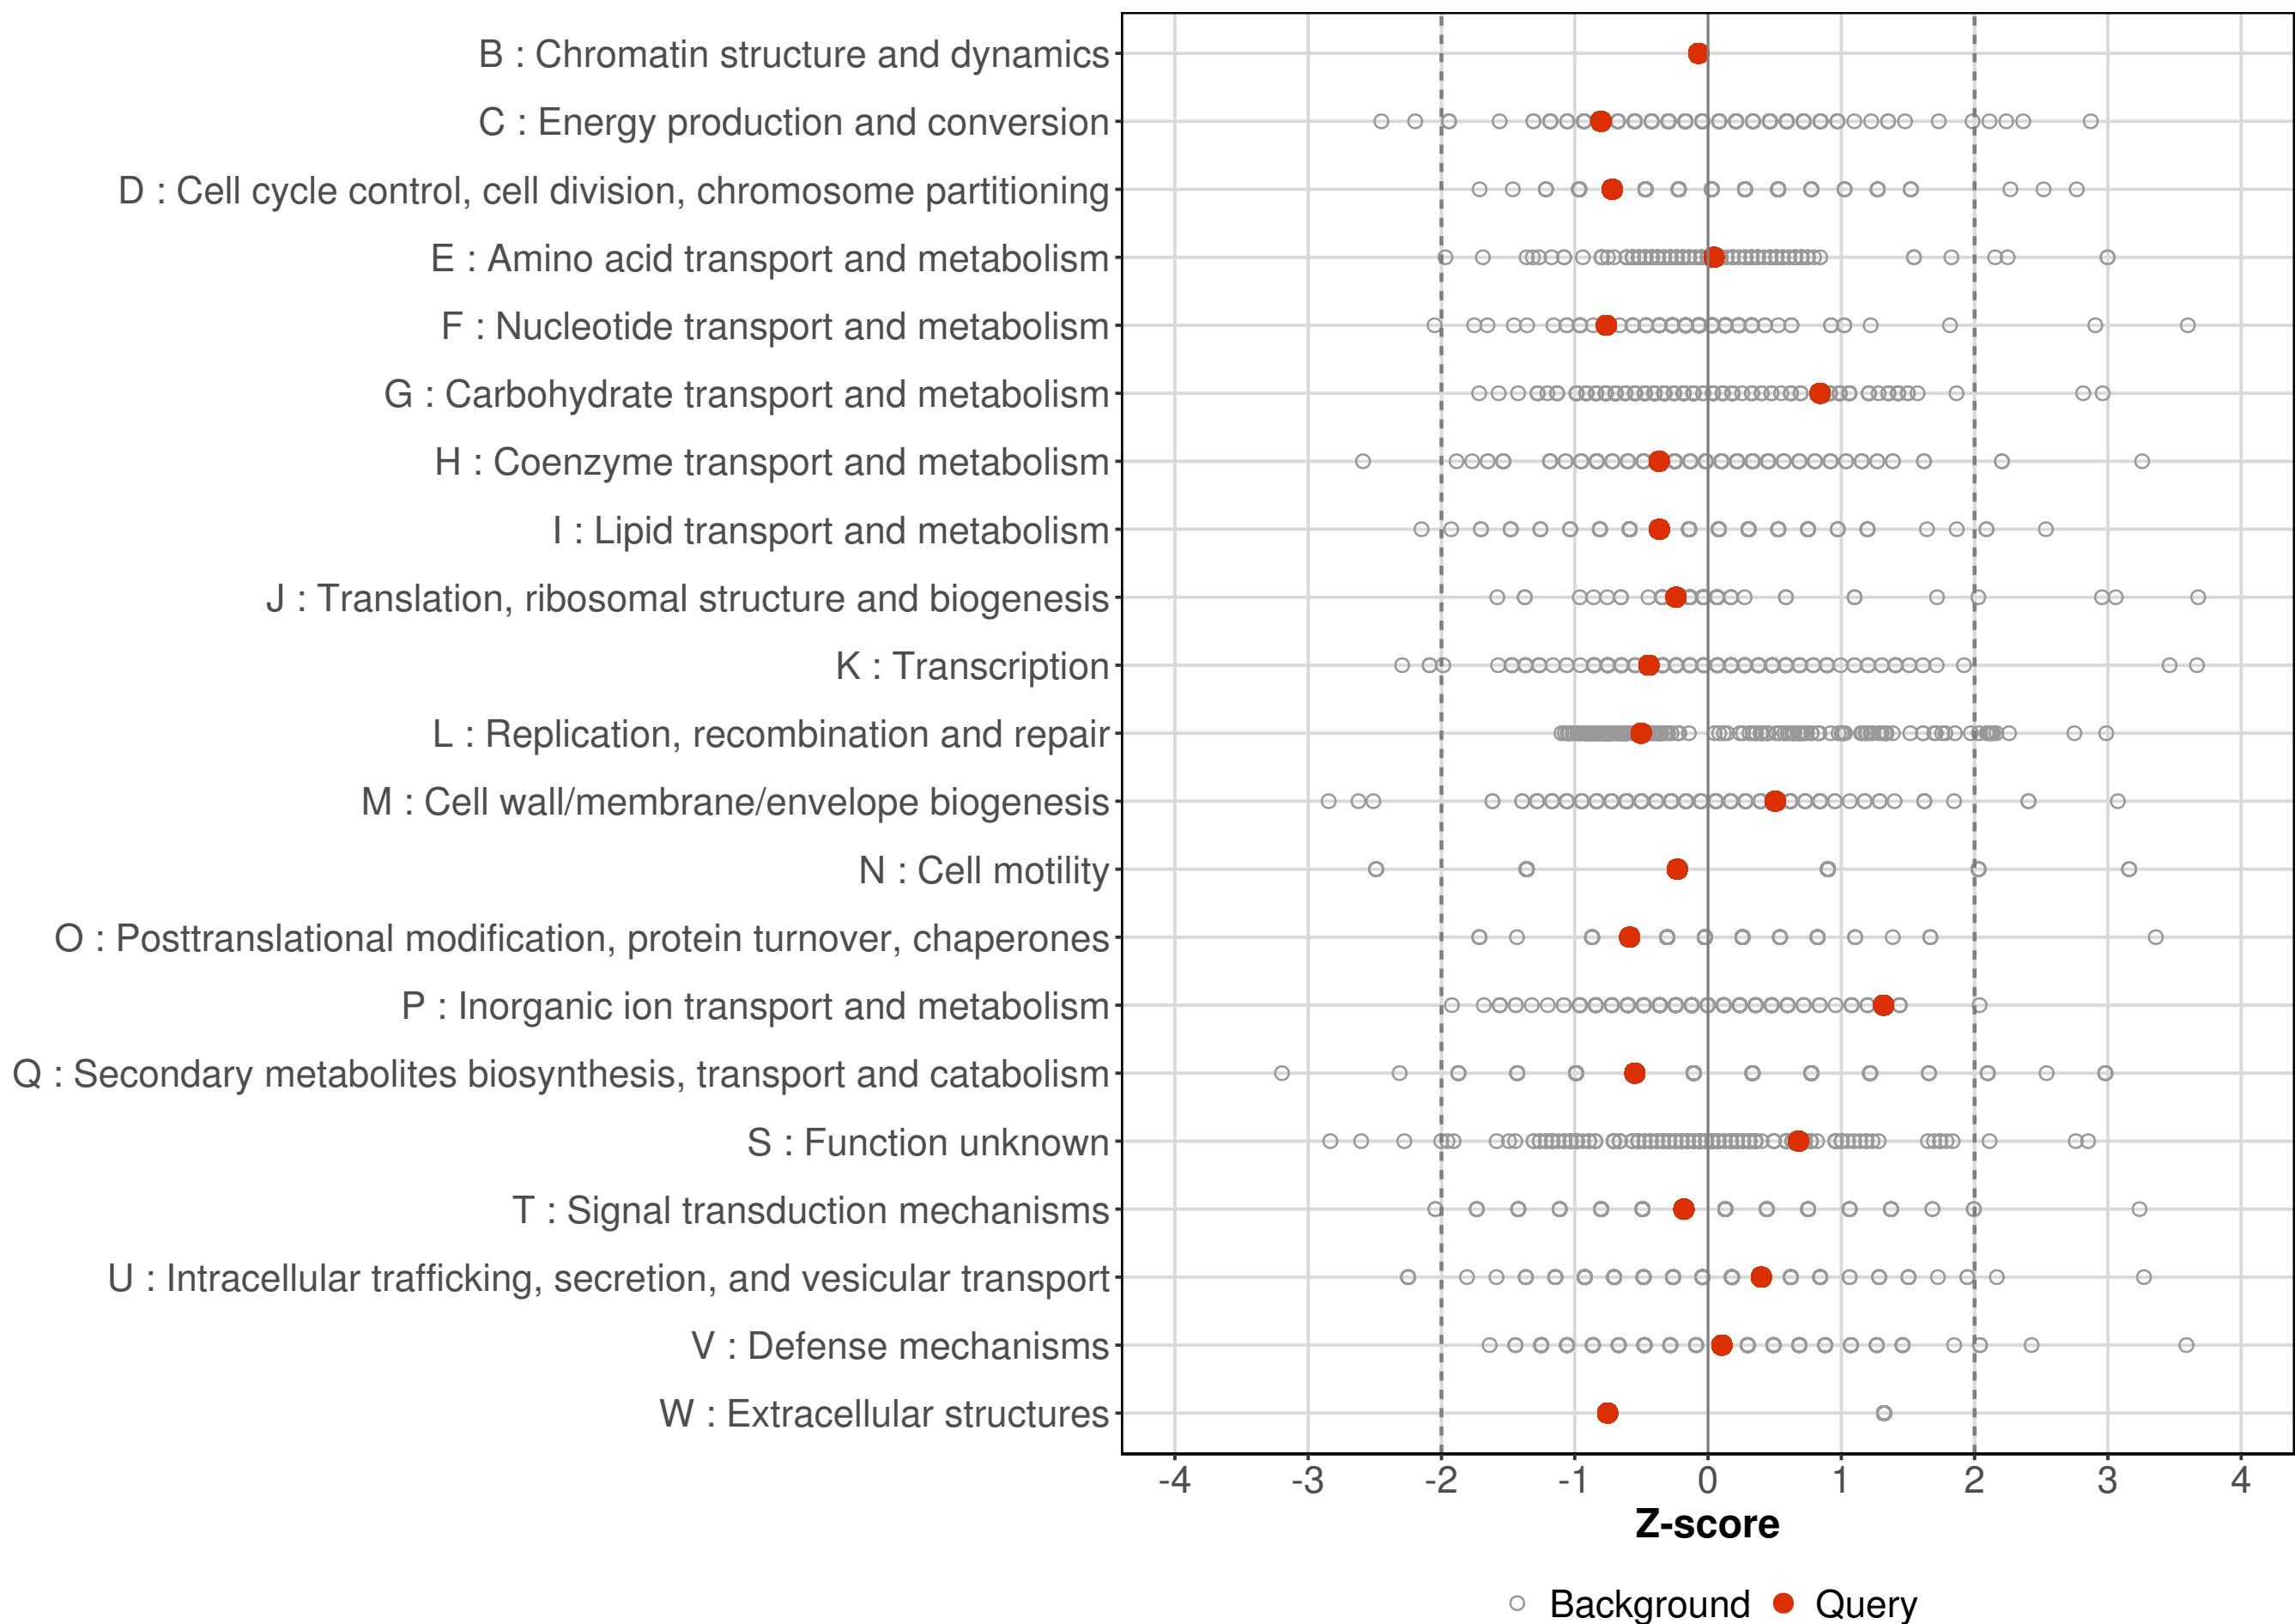 B : Chromatin structure and dynamics
C : Energy production and conversion
D : Cell cycle control, cell division, chromosome partitioning
E : Amino acid transport and metabolism
F : Nucleotide transport and metabolism
G : Carbohydrate transport and metabolism
H : Coenzyme transport and metabolism
I : Lipid transport and metabolism
J : Translation, ribosomal structure and biogenesis
K : Transcription
L : Replication, recombination and repair
M : Cell wall/membrane/envelope biogenesis
N : Cell motility
O : Posttranslational modification, protein turnover, chaperones
P : Inorganic ion transport and metabolism
Q : Secondary metabolites biosynthesis, transport and catabolism
S : Function unknown
T : Signal transduction mechanisms
U : Intracellular trafficking, secretion, and vesicular transport
V : Defense mechanisms
W : Extracellular structures
-4 -3 -2 -1 0 1 2 3 4
Z-score
Background Query